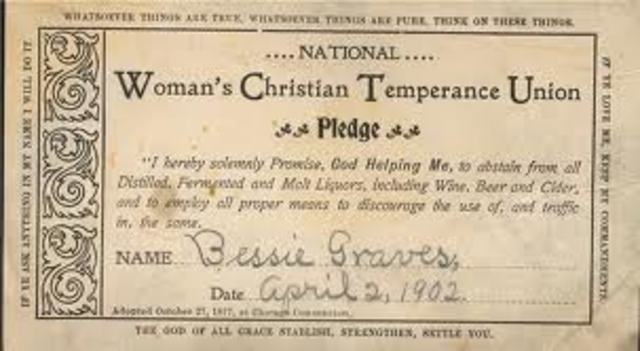 WHATSOEVER THINGS ARE TRUE, WHATSOEVER THINGS ARE PURE, THINK ON THESE THINGS.
IF YE ASK ANYTHING IN MY NAME I WILL DO IT
.... NATIONAL ....
Woman's Christian Temperance Union
Pledge
"I hereby solemnly Promise, God Helping Me, to abstain from all
Distilled, Fermented and Malt Liquors, including Wine, Beer and Cider,
and to employ all proper means to discourage the use of, and traffic
in, the same.
NAME Bessie Graves,
Date April 2, 1902.
Adopted October 27, 1877, at Chicago Convention.
IF YE LOVE ME, KEEP MY COMMANDMENTS.
THE GOD OF ALL GRACE STABLISH, STRENGTHEN, SETTLE YOU.